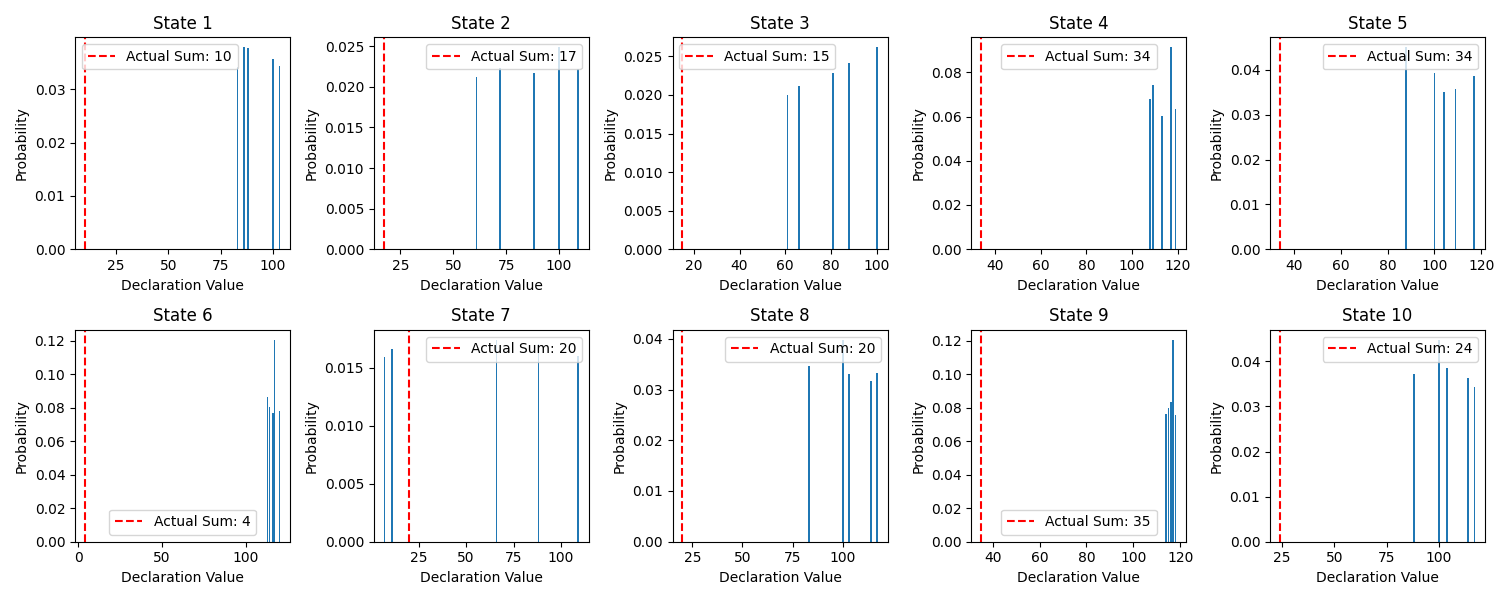 State 1
State 2
State 3
State 4
State 5
Probability
0.00
0.01
0.02
0.03
Actual Sum: 10
25
50
75
100
Declaration Value
Probability
0.000
0.005
0.010
0.015
0.020
0.025
Actual Sum: 17
25
50
75
100
Declaration Value
Probability
0.000
0.005
0.010
0.015
0.020
0.025
Actual Sum: 15
20
40
60
80
100
Declaration Value
Probability
0.00
0.02
0.04
0.06
0.08
Actual Sum: 34
40
60
80
100
120
Declaration Value
Probability
0.00
0.01
0.02
0.03
0.04
Actual Sum: 34
40
60
80
100
120
Declaration Value
State 6
State 7
State 8
State 9
State 10
Probability
0.00
0.02
0.04
0.06
0.08
0.10
0.12
Actual Sum: 4
0
50
100
Declaration Value
Probability
0.000
0.005
0.010
0.015
Actual Sum: 20
25
50
75
100
Declaration Value
Probability
0.00
0.01
0.02
0.03
0.04
Actual Sum: 20
25
50
75
100
Declaration Value
Probability
0.00
0.02
0.04
0.06
0.08
0.10
0.12
Actual Sum: 35
40
60
80
100
120
Declaration Value
Probability
0.00
0.01
0.02
0.03
0.04
Actual Sum: 24
25
50
75
100
Declaration Value